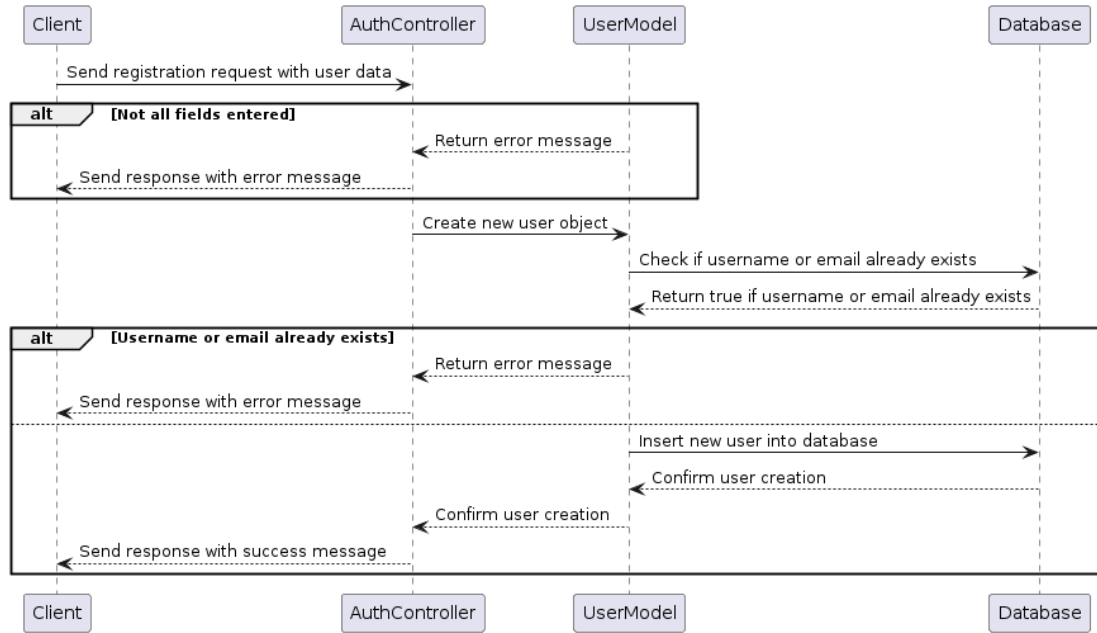 Client AuthController UserModel Database
Send registration request with user data
alt [Not all fields entered]
Return error message
Send response with error message
Create new user object
Check if username or email already exists
Return true if username or email already exists
alt [Username or email already exists]
Return error message
Send response with error message
Insert new user into database
Confirm user creation
Confirm user creation
Send response with success message
Client AuthController UserModel Database